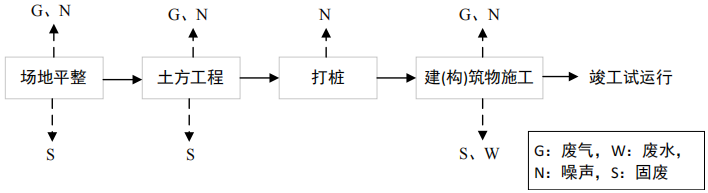 G、N
G、N
N
G、N
场地平整
土方工程
打桩
建(构)筑物施工
竣工试运行
S
S
S、W
G：废气，W：废水，
N：噪声，S：固废